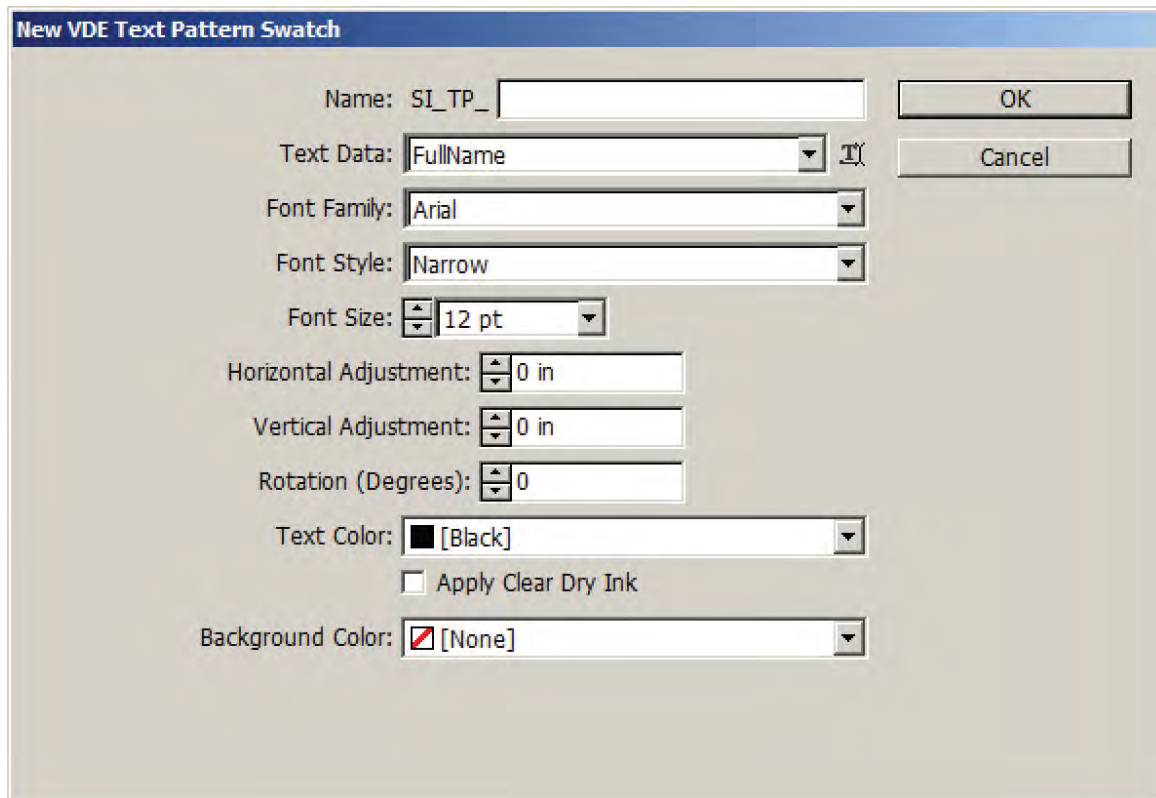 New VDE Text Pattern Swatch
Name: SI_TP_ OK
Text Data: FullName T Cancel
Font Family: Arial
Font Style: Narrow
Font Size: 12 pt
Horizontal Adjustment: 0 in
Vertical Adjustment: 0 in
Rotation (Degrees): 0
Text Color: [Black]
Apply Clear Dry Ink
Background Color: [None]